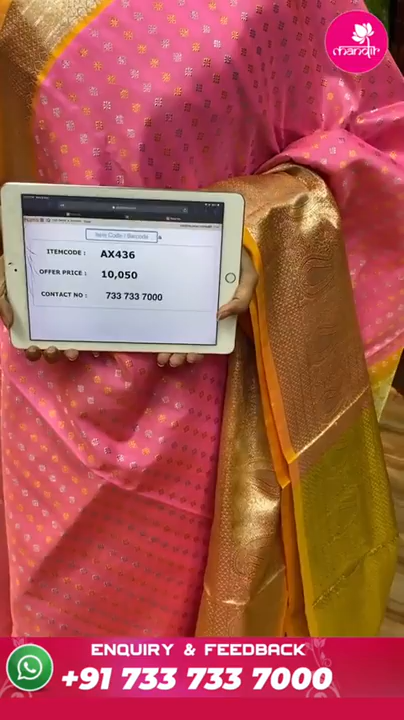 mandir
Item Code / Barcode
ITEMCODE : AX436
OFFER PRICE : 10,050
CONTACT NO : 733 733 7000
ENQUIRY & FEEDBACK
+91 733 733 7000